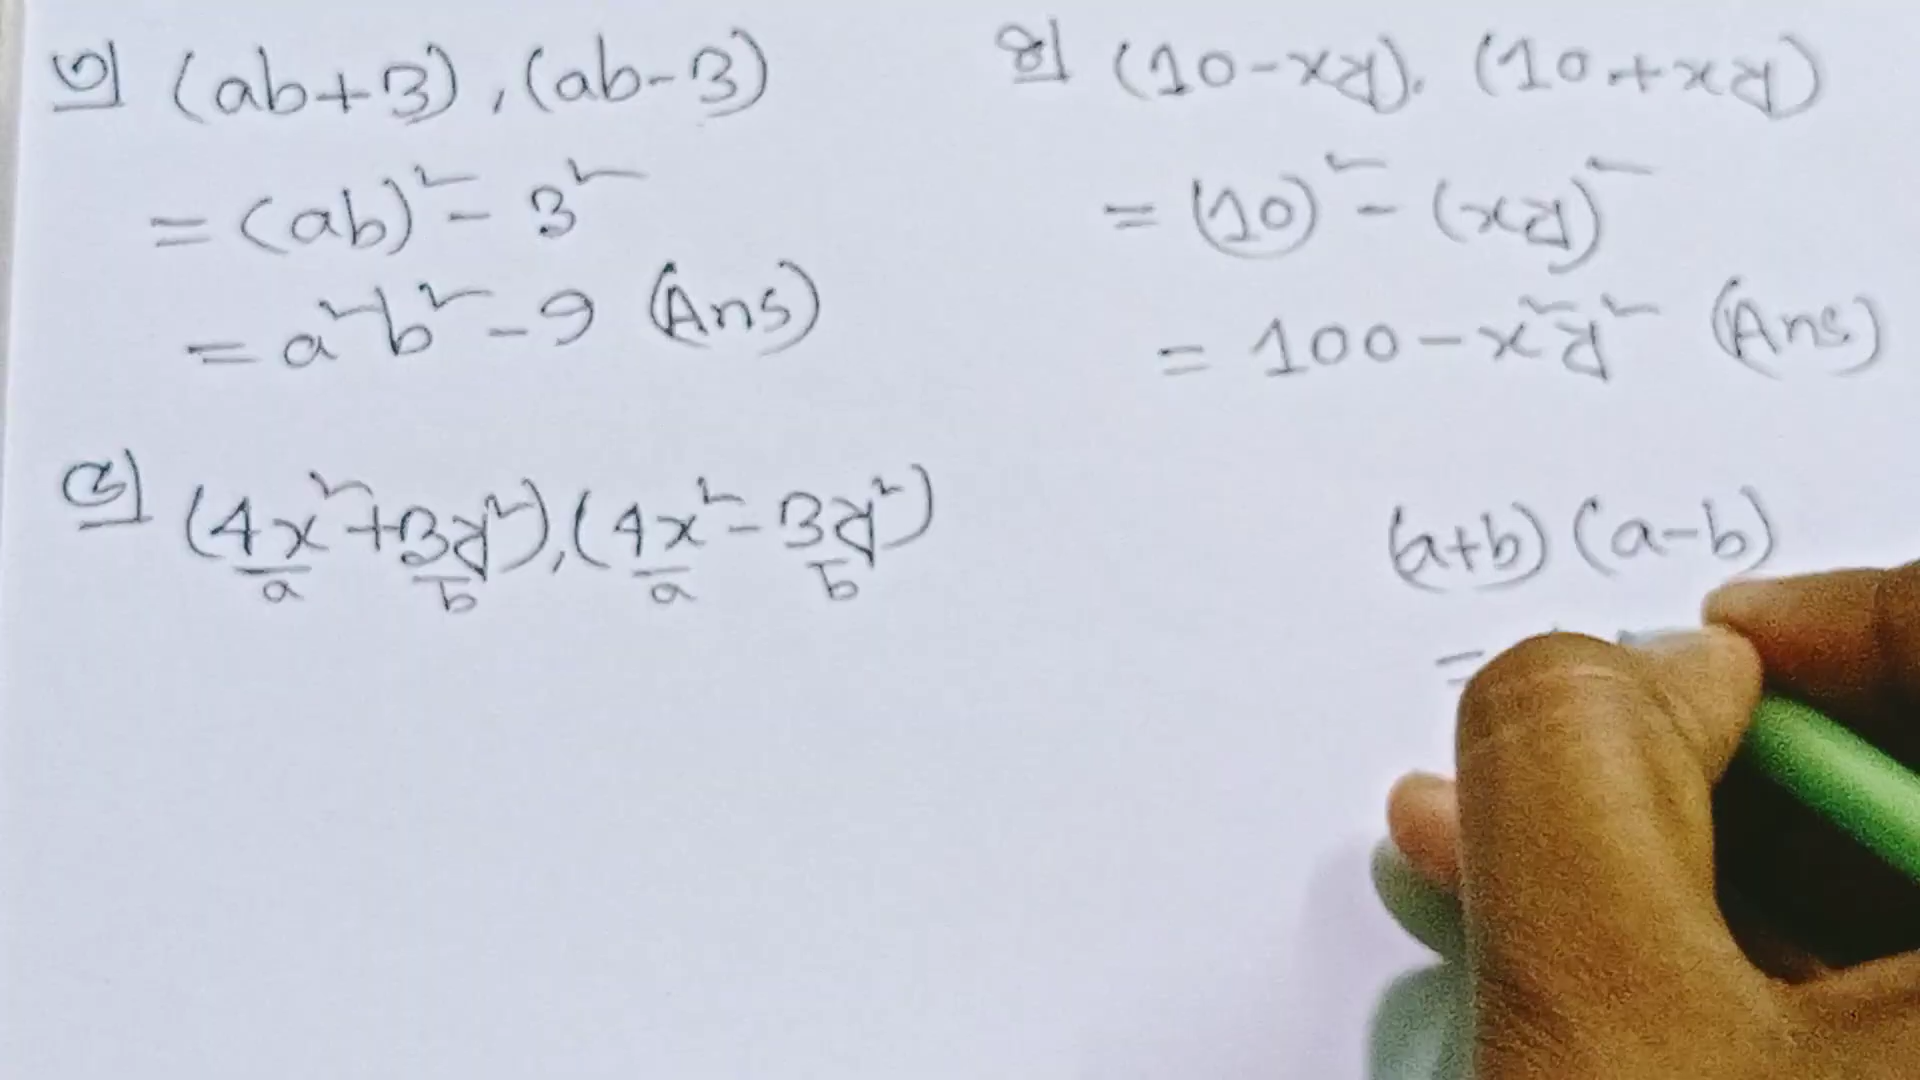 ৩| (ab+3), (ab-3)
= (ab)² - 3²
= a²b² - 9 (Ans)
৪| (10-xy). (10+xy)
= (10)² - (xy)²
= 100 - x²y² (Ans)
৫| (4x²+3y²), (4x²-3y²)
a b a b
(a+b) (a-b)
=